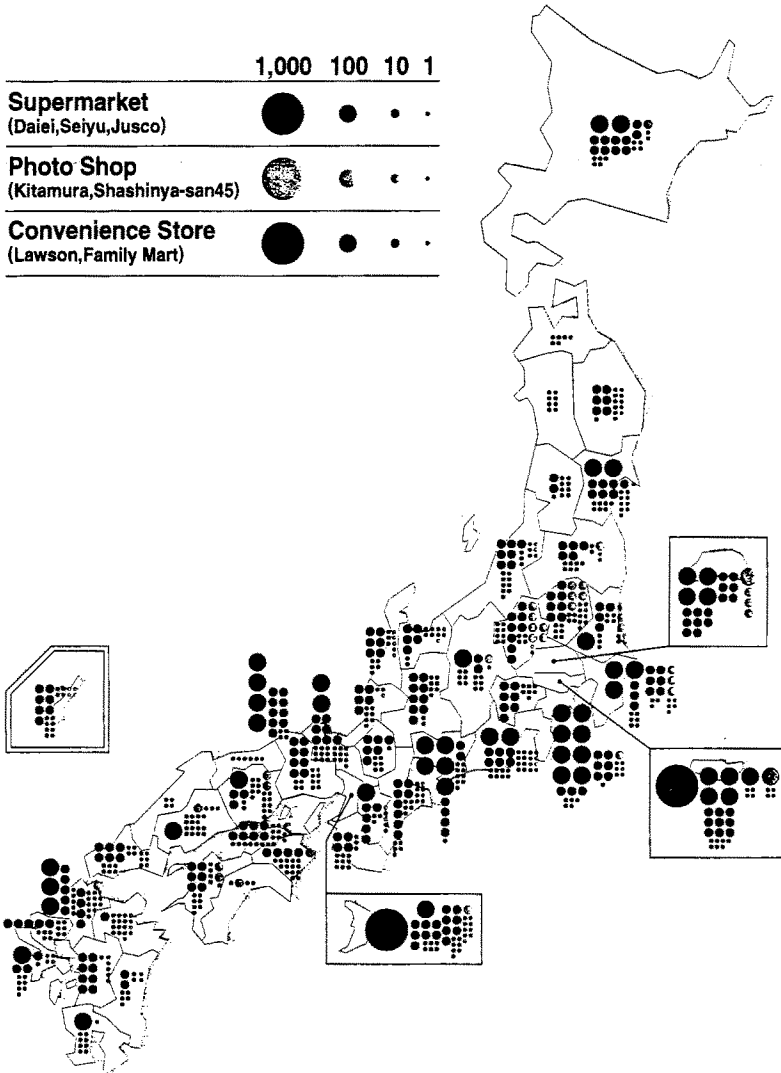 1,000 100 10 1
Supermarket
(Daiei,Seiyu,Jusco)
Photo Shop
(Kitamura,Shashinya-san45)
Convenience Store
(Lawson,Family Mart)